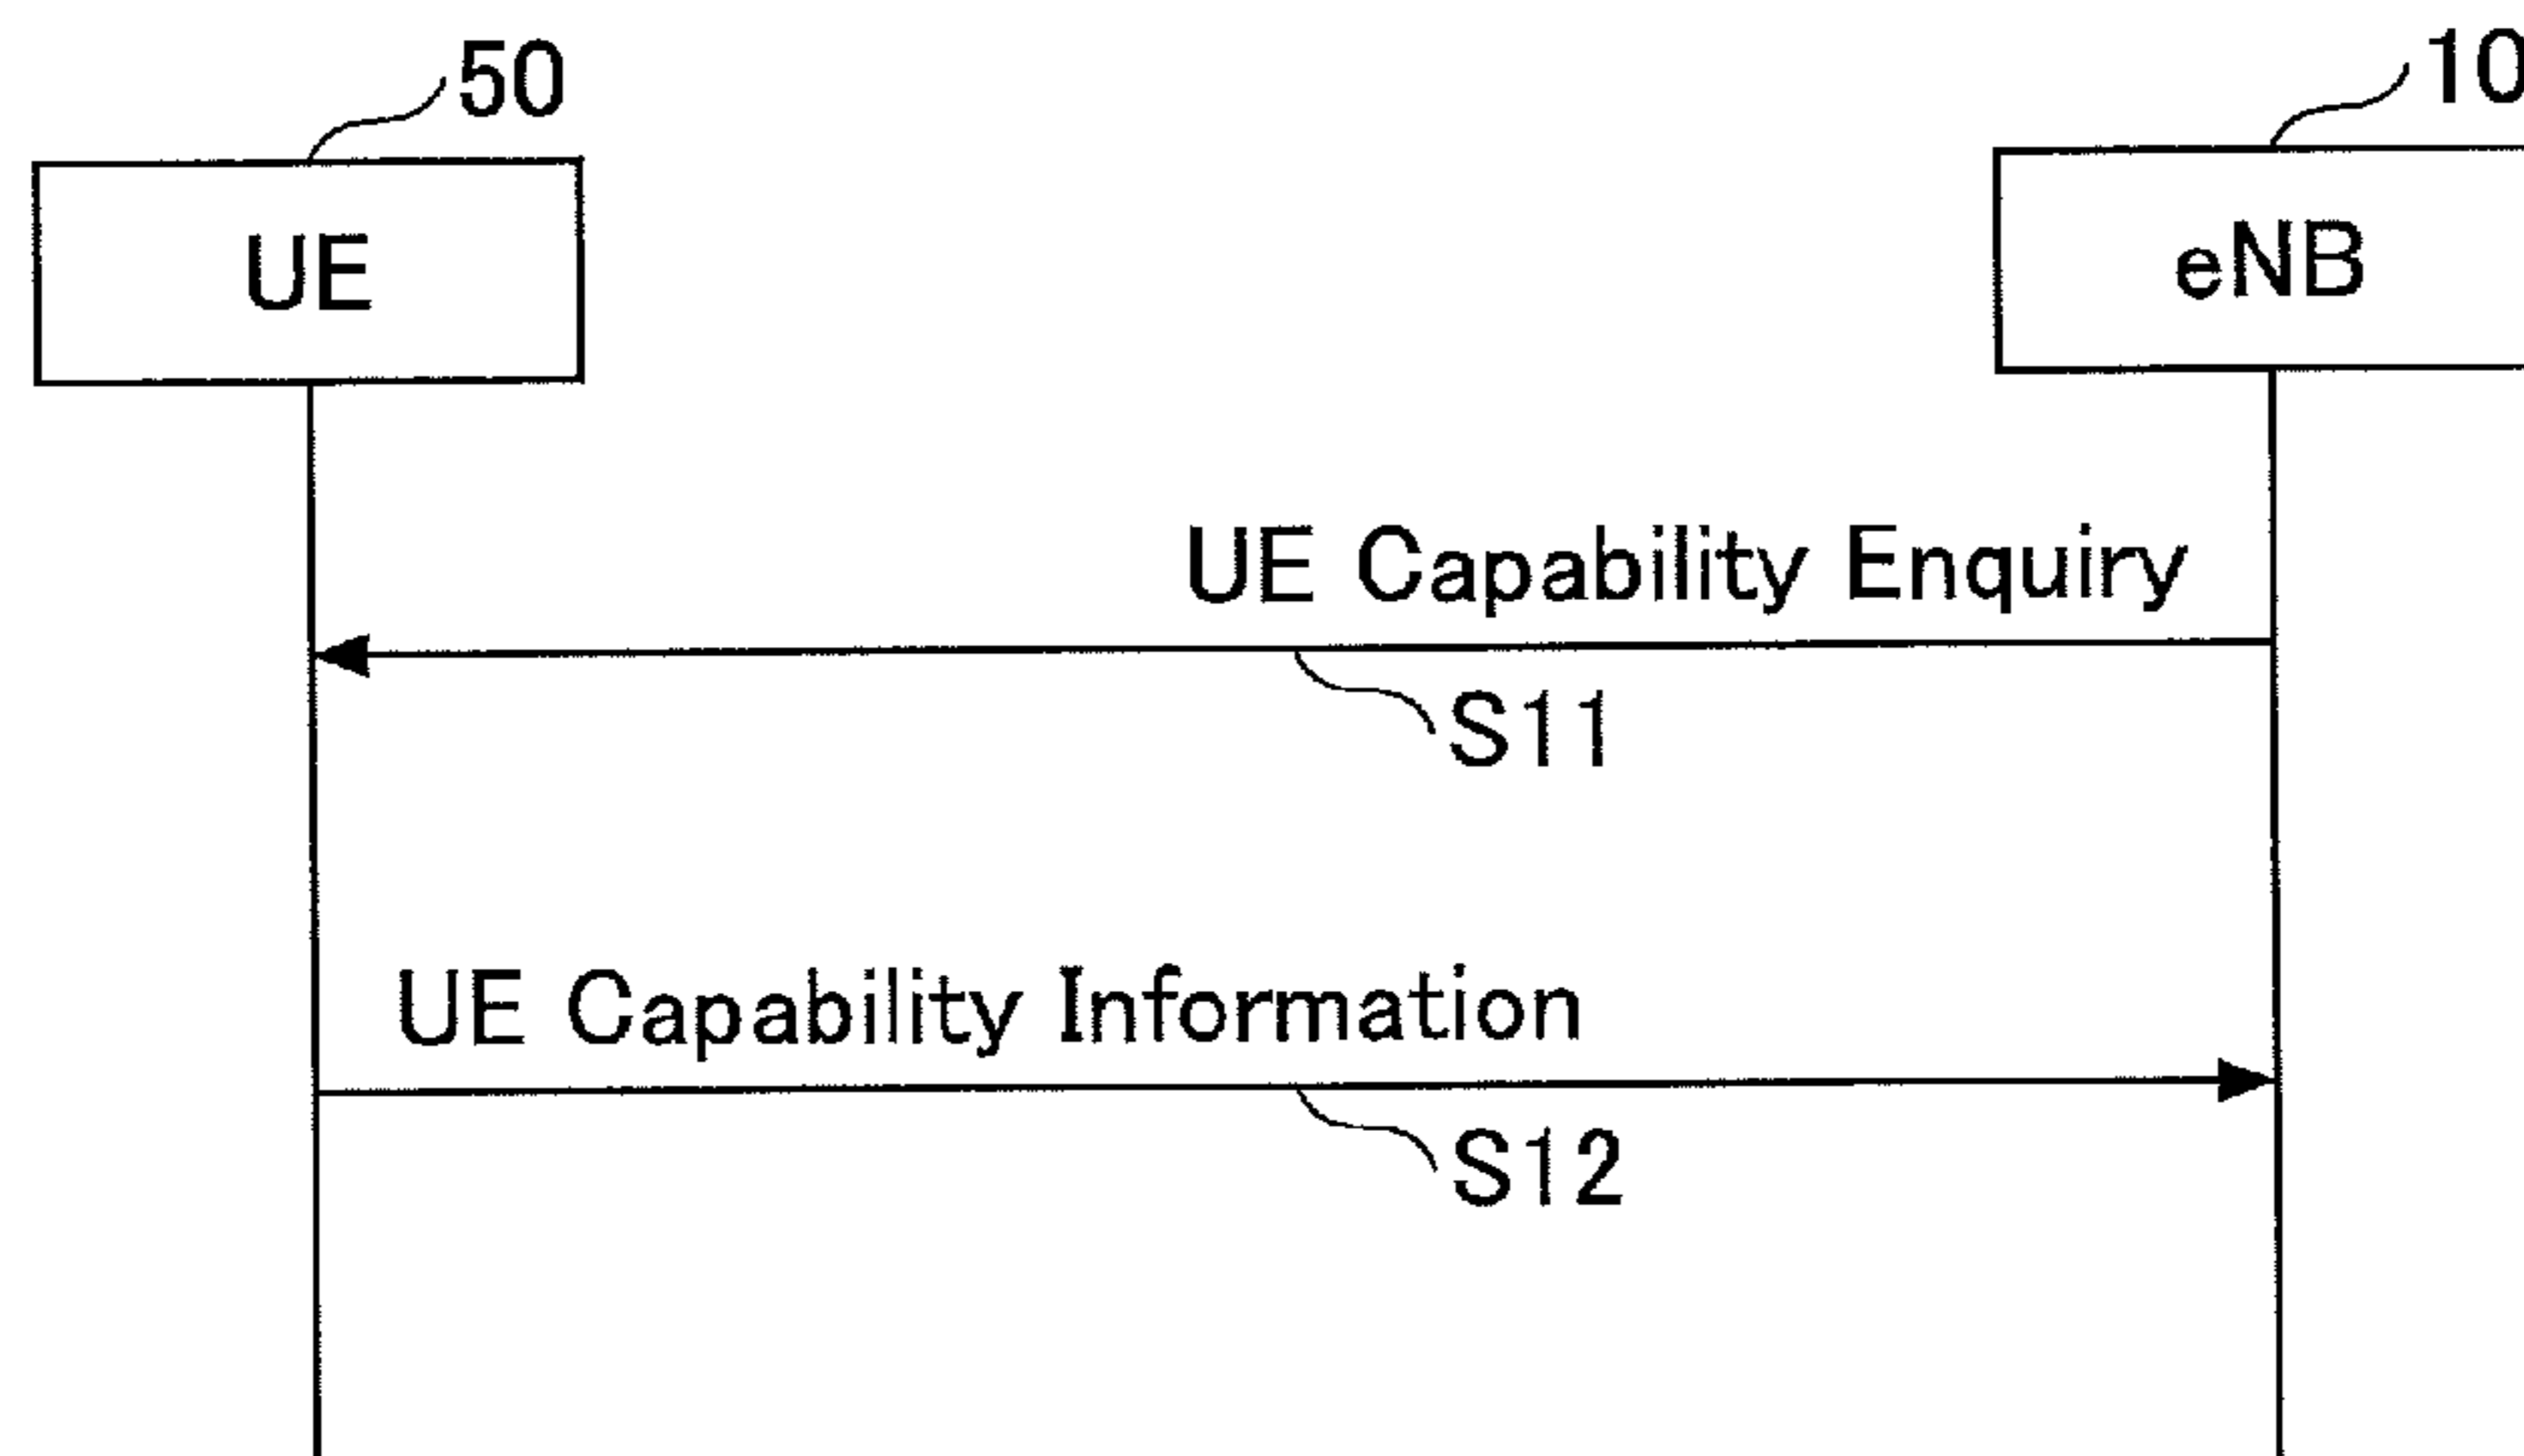 50
10
UE
eNB
UE Capability Enquiry
S11
UE Capability Information
S12